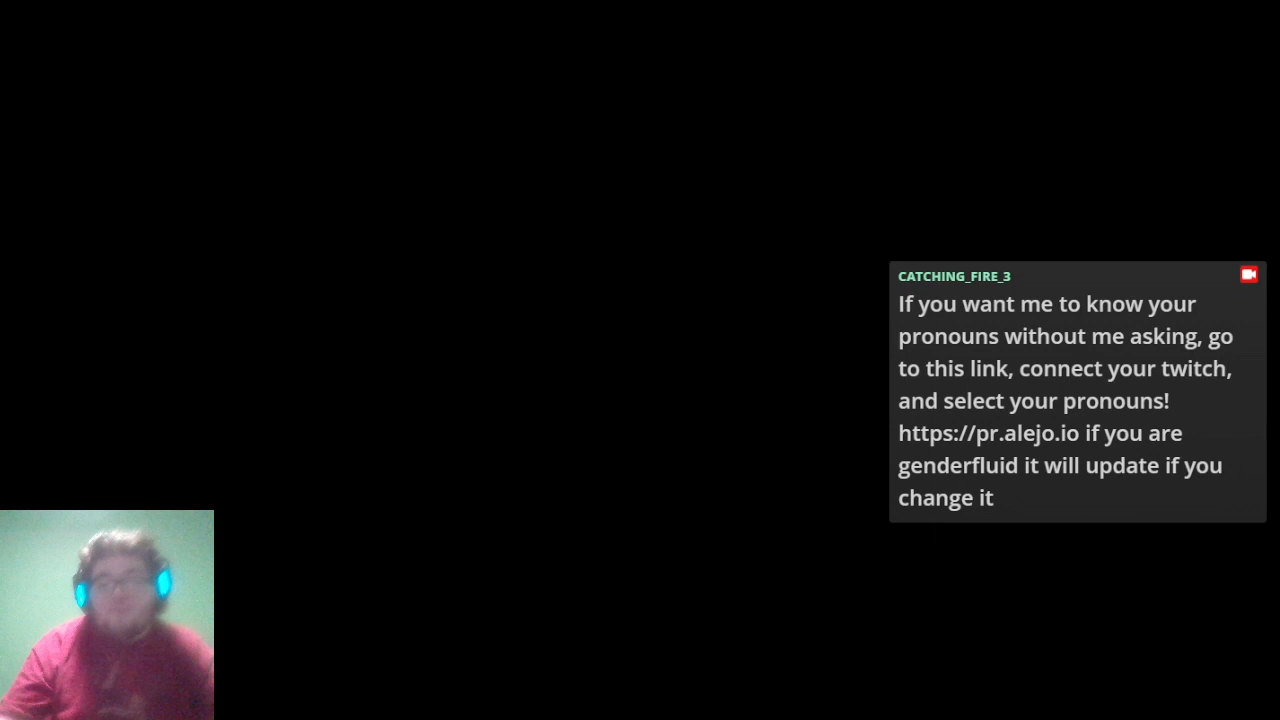 CATCHING_FIRE_3
If you want me to know your
pronouns without me asking, go
to this link, connect your twitch,
and select your pronouns!
https://pr.alejo.io if you are
genderfluid it will update if you
change it